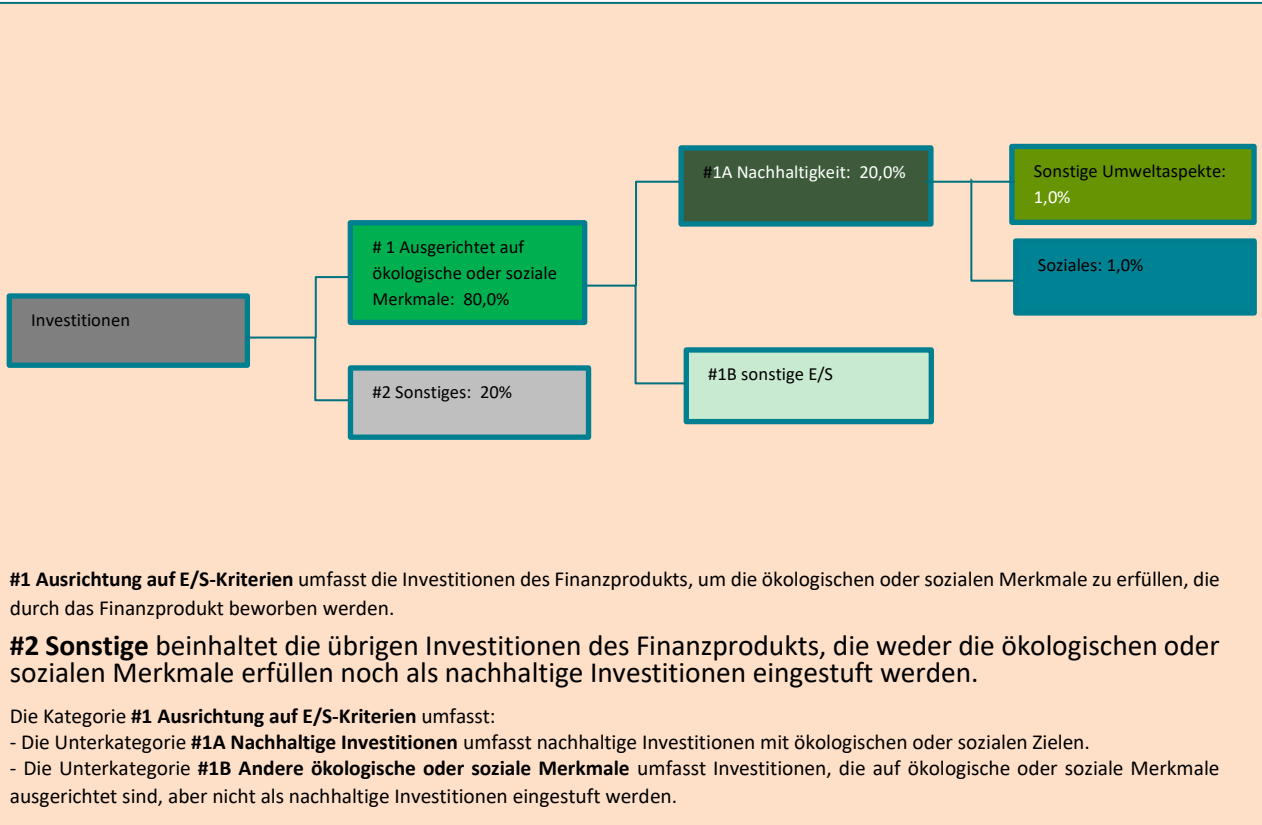 #1A Nachhaltigkeit: 20,0%
Sonstige Umweltaspekte:
1,0%
# 1 Ausgerichtet auf
ökologische oder soziale
Merkmale: 80,0%
Soziales: 1,0%
Investitionen
#1B sonstige E/S
#2 Sonstiges: 20%
#1 Ausrichtung auf E/S-Kriterien umfasst die Investitionen des Finanzprodukts, um die ökologischen oder sozialen Merkmale zu erfüllen, die
durch das Finanzprodukt beworben werden.
#2 Sonstige beinhaltet die übrigen Investitionen des Finanzprodukts, die weder die ökologischen oder
sozialen Merkmale erfüllen noch als nachhaltige Investitionen eingestuft werden.
Die Kategorie #1 Ausrichtung auf E/S-Kriterien umfasst:
- Die Unterkategorie #1A Nachhaltige Investitionen umfasst nachhaltige Investitionen mit ökologischen oder sozialen Zielen.
- Die Unterkategorie #1B Andere ökologische oder soziale Merkmale umfasst Investitionen, die auf ökologische oder soziale Merkmale
ausgerichtet sind, aber nicht als nachhaltige Investitionen eingestuft werden.